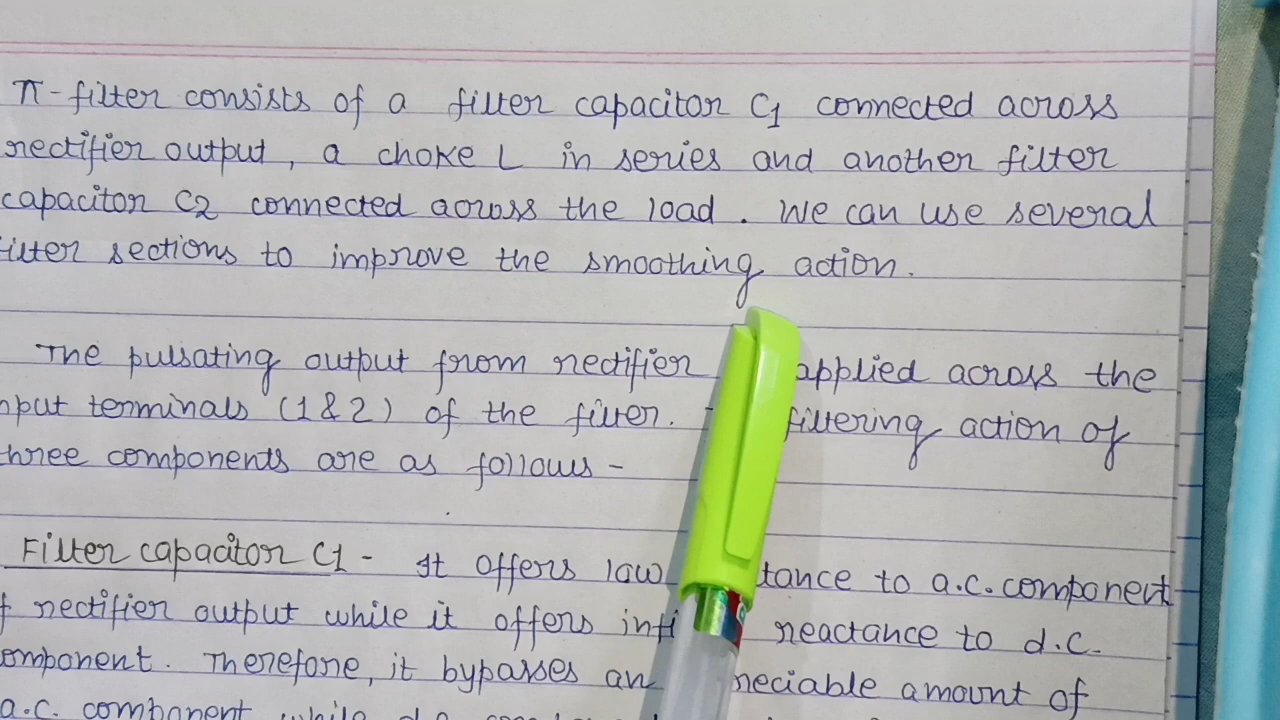 π-filter consists of a filter capacitor C1 connected across
rectifier output, a choke L in series and another filter
capacitor C2 connected across the load. We can use several
filter sections to improve the smoothing action.
The pulsating output from rectifier applied across the
input terminals (1&2) of the filter. filtering action of
three components are as follows -
Filter capacitor C1 - It offers low tance to a.c. component
f rectifier output while it offers infi reactance to d.c.
omponent. Therefore, it bypasses an reciable amount of
a.c. component while d.c.